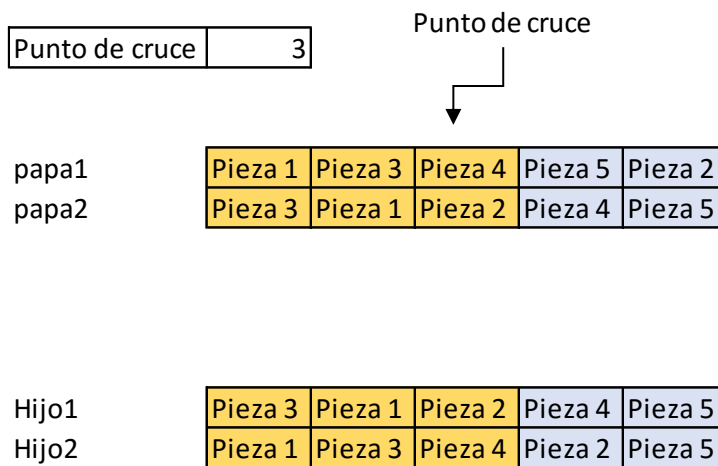 Punto de cruce
Punto de cruce 3
papa1 Pieza 1 Pieza 3 Pieza 4 Pieza 5 Pieza 2
papa2 Pieza 3 Pieza 1 Pieza 2 Pieza 4 Pieza 5
Hijo1 Pieza 3 Pieza 1 Pieza 2 Pieza 4 Pieza 5
Hijo2 Pieza 1 Pieza 3 Pieza 4 Pieza 2 Pieza 5